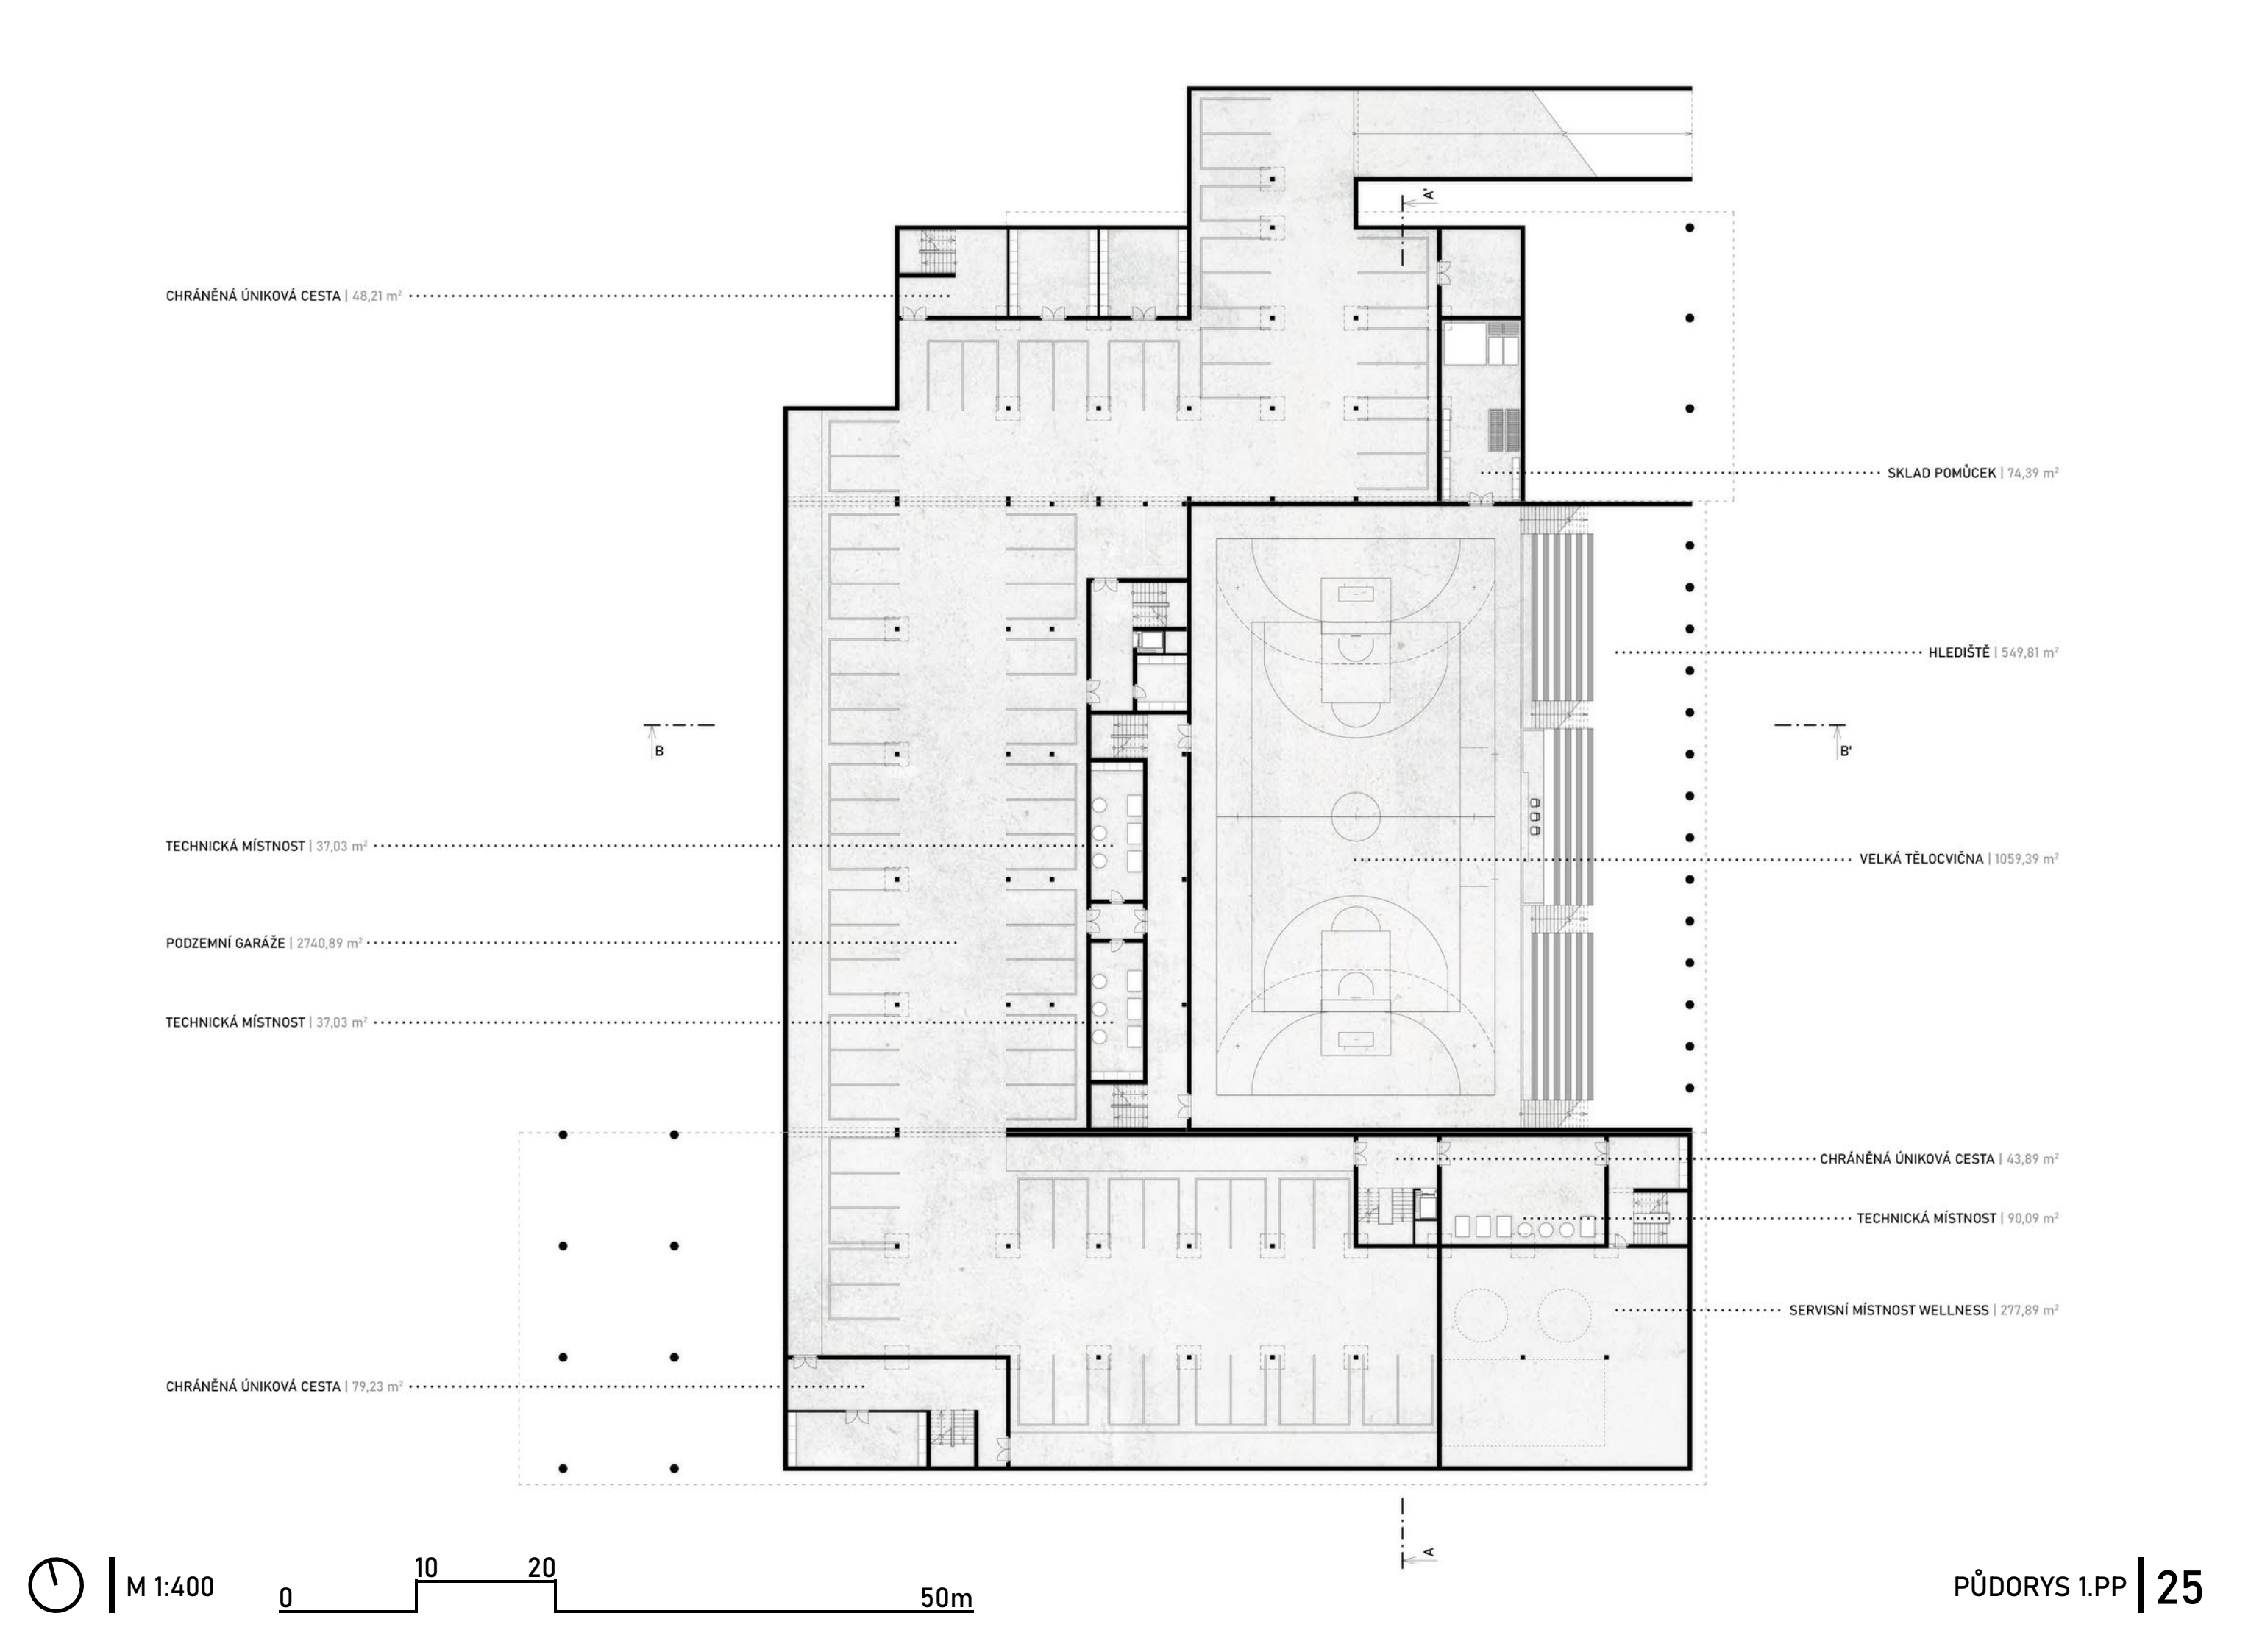 A'
CHRÁNĚNÁ ÚNIKOVÁ CESTA | 48,21 m²
SKLAD POMŮCEK | 74,39 m²
HLEDIŠTĚ | 549,81 m²
B
B'
TECHNICKÁ MÍSTNOST | 37,03 m²
VELKÁ TĚLOCVIČNA | 1059,39 m²
PODZEMNÍ GARÁŽE | 2740,89 m²
TECHNICKÁ MÍSTNOST | 37,03 m²
CHRÁNĚNÁ ÚNIKOVÁ CESTA | 43,89 m²
TECHNICKÁ MÍSTNOST | 90,09 m²
SERVISNÍ MÍSTNOST WELLNESS | 277,89 m²
CHRÁNĚNÁ ÚNIKOVÁ CESTA | 79,23 m²
A
M 1:400
0 10 20 50m
PŮDORYS 1.PP | 25